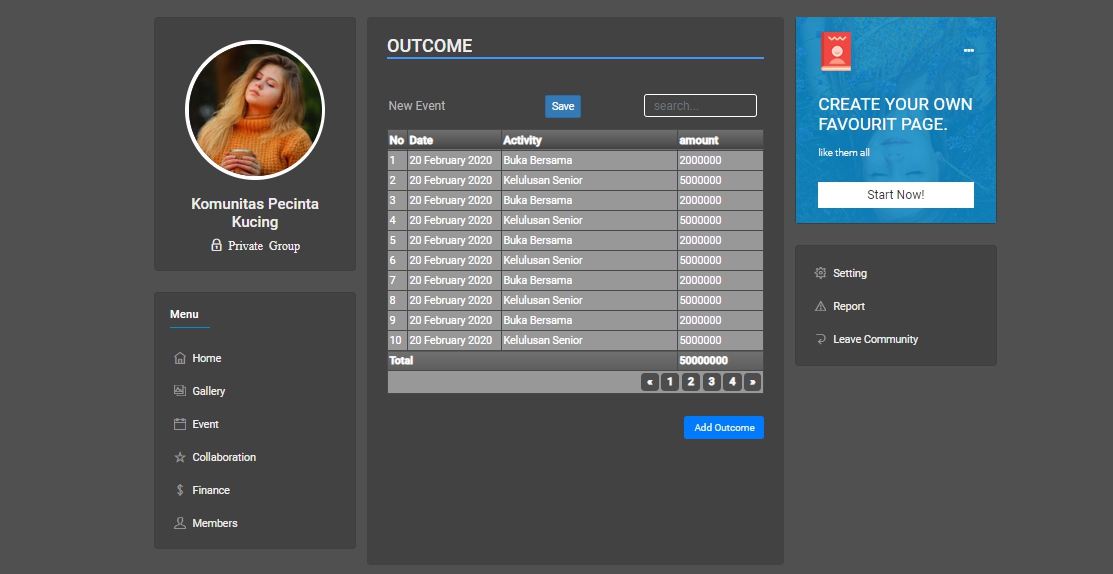 Komunitas Pecinta
Kucing
Private Group
Menu
Home
Gallery
Event
Collaboration
Finance
Members
OUTCOME
New Event Save search...
No Date Activity amount
1 20 February 2020 Buka Bersama 2000000
2 20 February 2020 Kelulusan Senior 5000000
3 20 February 2020 Buka Bersama 2000000
4 20 February 2020 Kelulusan Senior 5000000
5 20 February 2020 Buka Bersama 2000000
6 20 February 2020 Kelulusan Senior 5000000
7 20 February 2020 Buka Bersama 2000000
8 20 February 2020 Kelulusan Senior 5000000
9 20 February 2020 Buka Bersama 2000000
10 20 February 2020 Kelulusan Senior 5000000
Total 50000000
« 1 2 3 4 »
Add Outcome
CREATE YOUR OWN
FAVOURIT PAGE.
like them all
Start Now!
Setting
Report
Leave Community